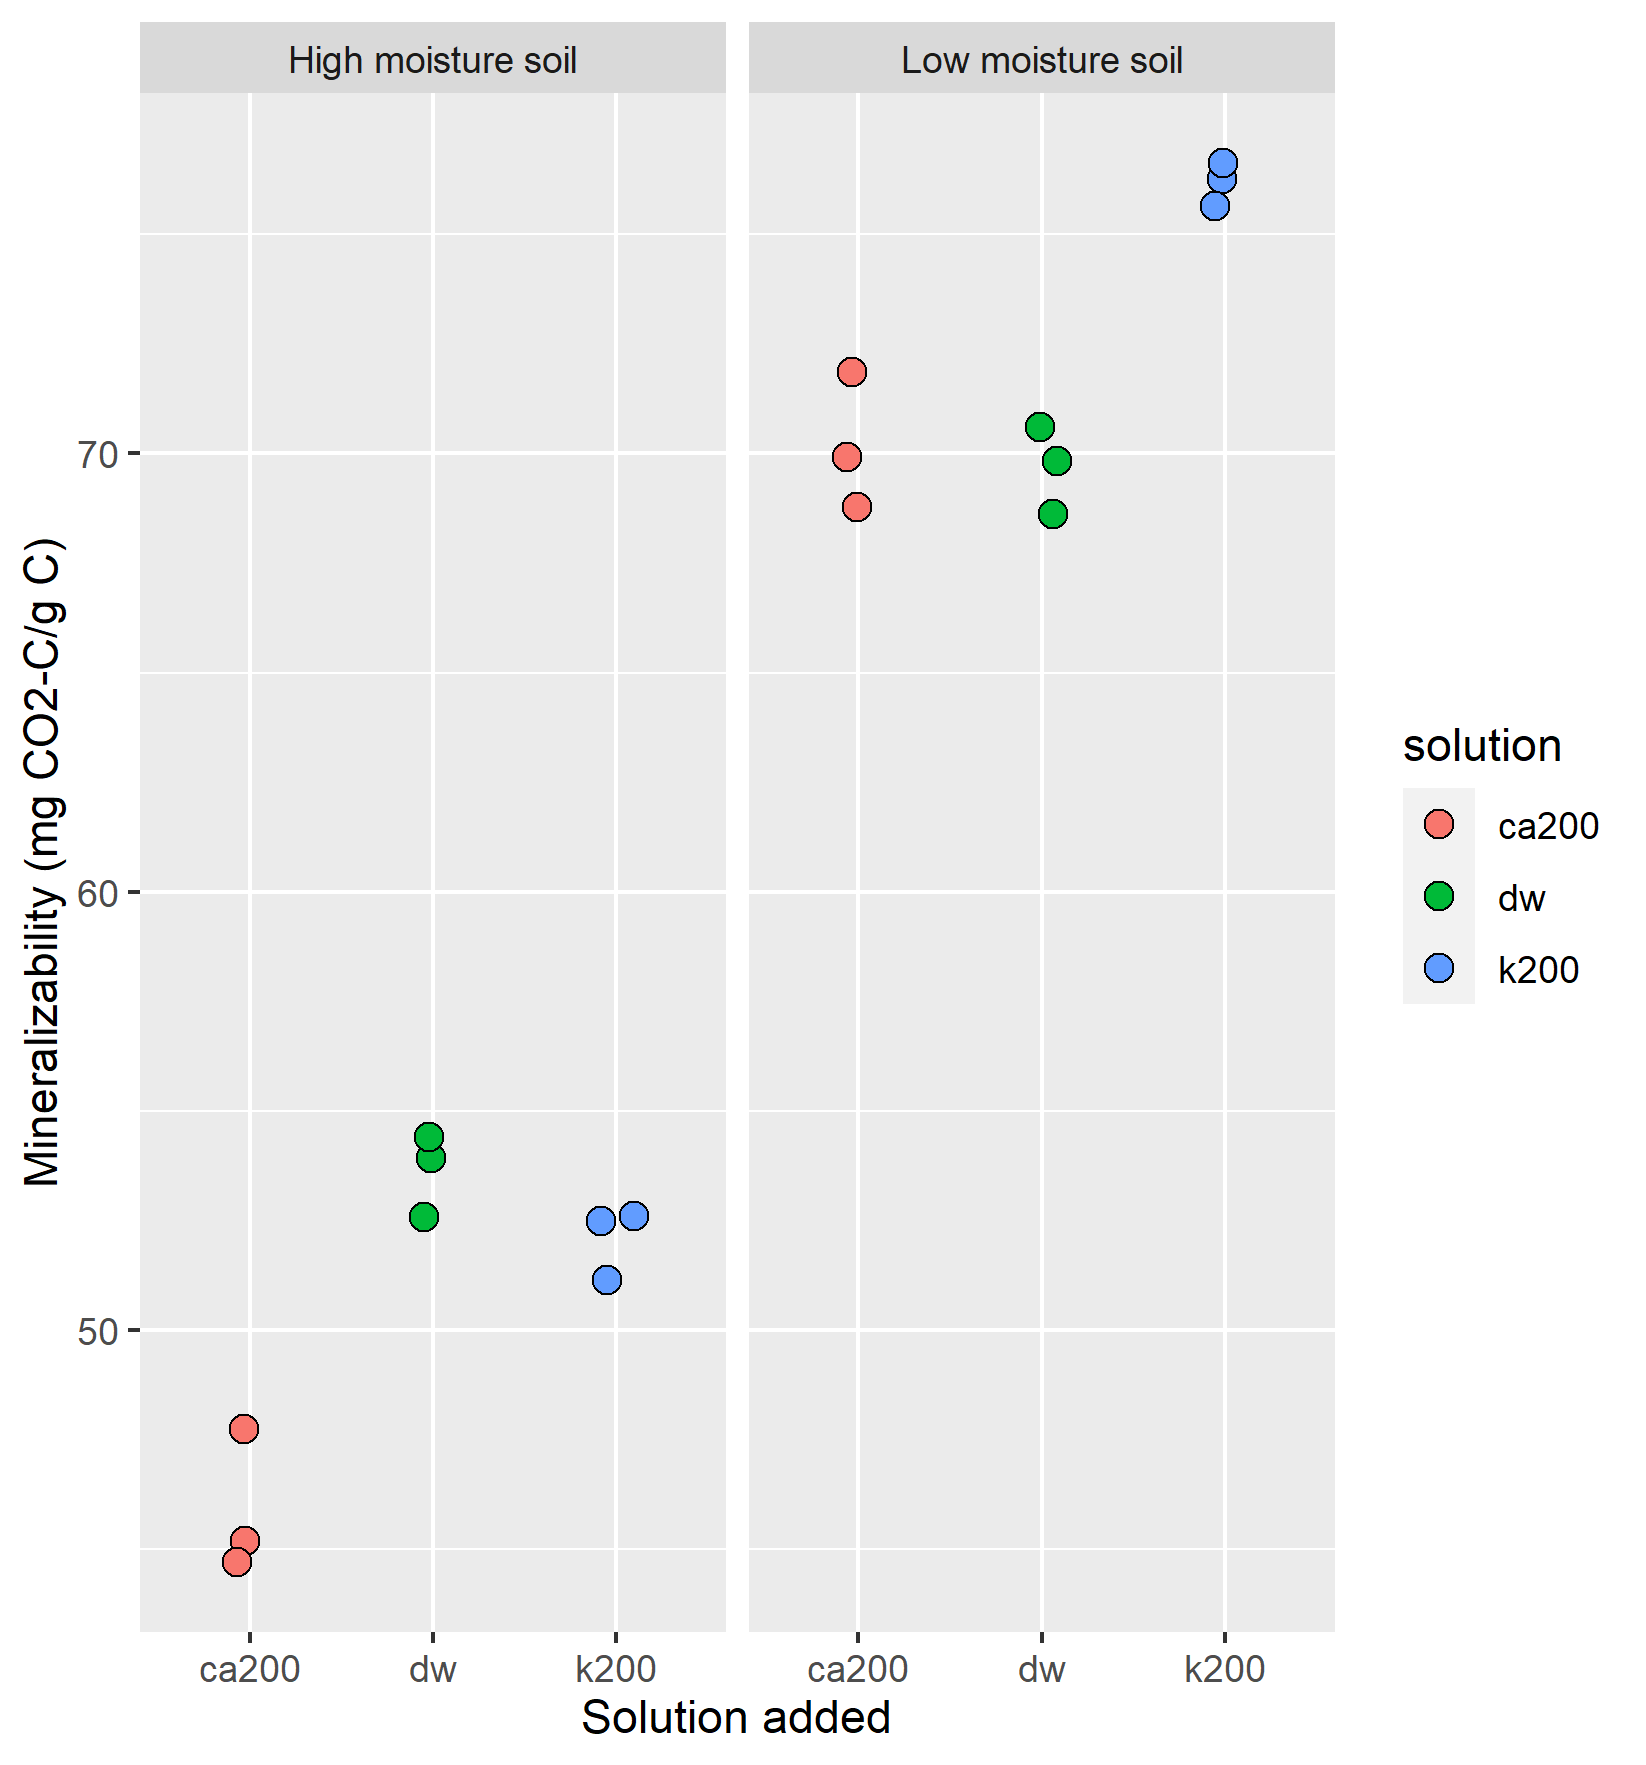 High moisture soil
Low moisture soil
Mineralizability (mg CO2-C/g C)
70
60
50
ca200
dw
k200
ca200
dw
k200
Solution added
solution
ca200
dw
k200